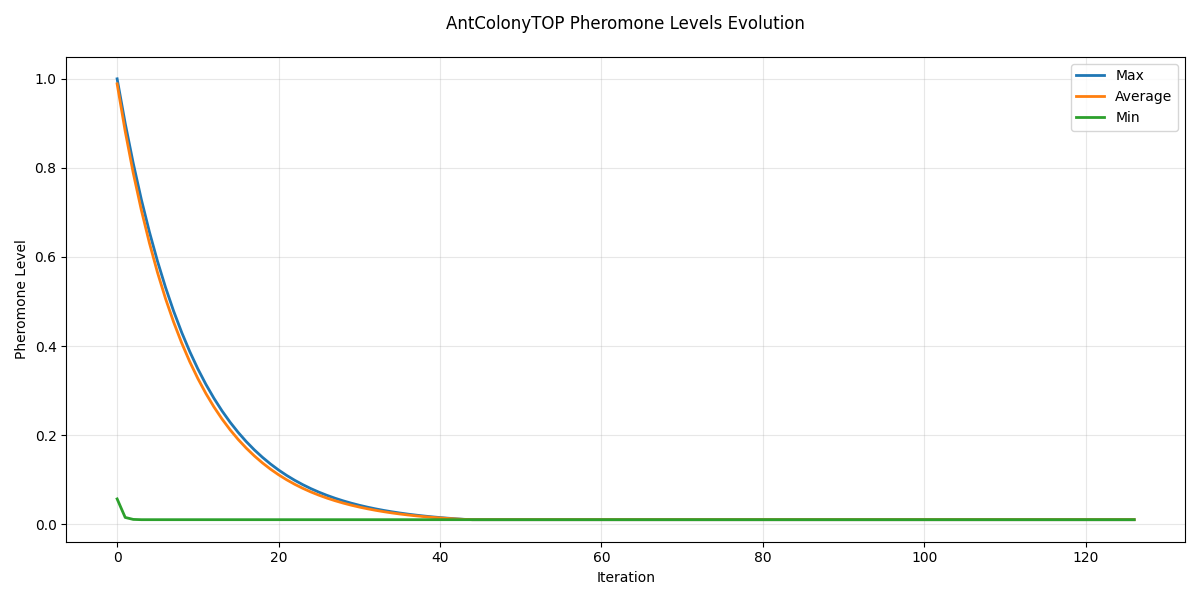 AntColonyTOP Pheromone Levels Evolution
Max
Average
Min
Pheromone Level
1.0
0.8
0.6
0.4
0.2
0.0
0 20 40 60 80 100 120
Iteration